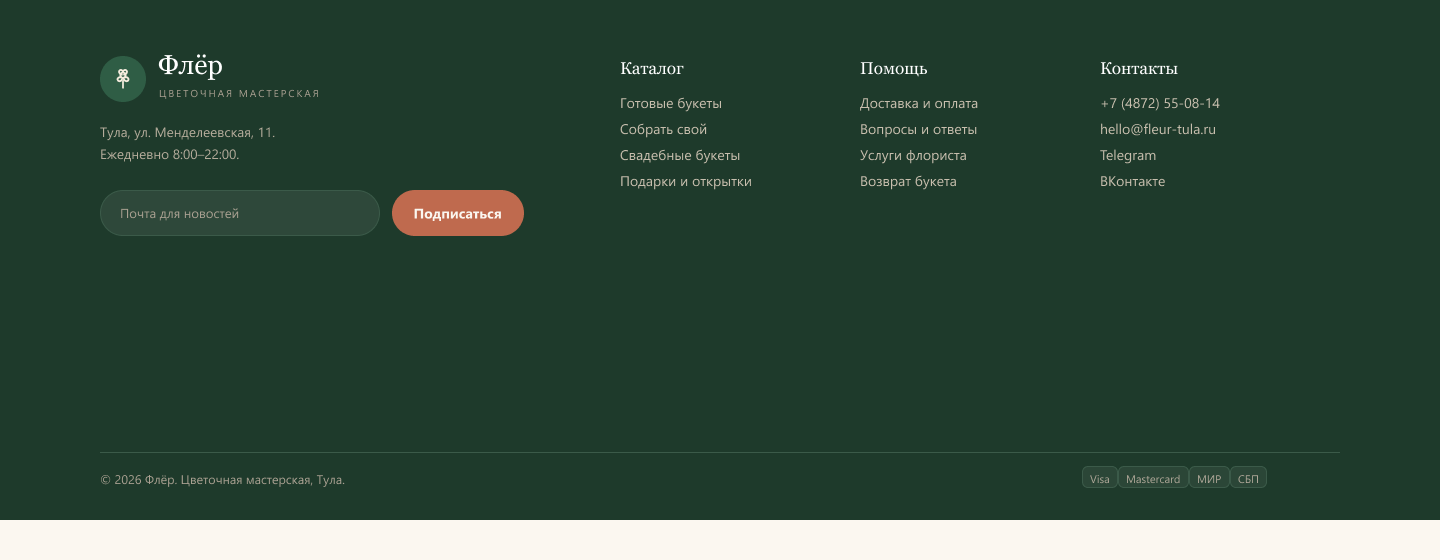 Флёр
ЦВЕТОЧНАЯ МАСТЕРСКАЯ
Тула, ул. Менделеевская, 11.
Ежедневно 8:00–22:00.
Почта для новостей
Подписаться
Каталог
Готовые букеты
Собрать свой
Свадебные букеты
Подарки и открытки
Помощь
Доставка и оплата
Вопросы и ответы
Услуги флориста
Возврат букета
Контакты
+7 (4872) 55-08-14
hello@fleur-tula.ru
Telegram
ВКонтакте
© 2026 Флёр. Цветочная мастерская, Тула.
Visa
Mastercard
МИР
СБП